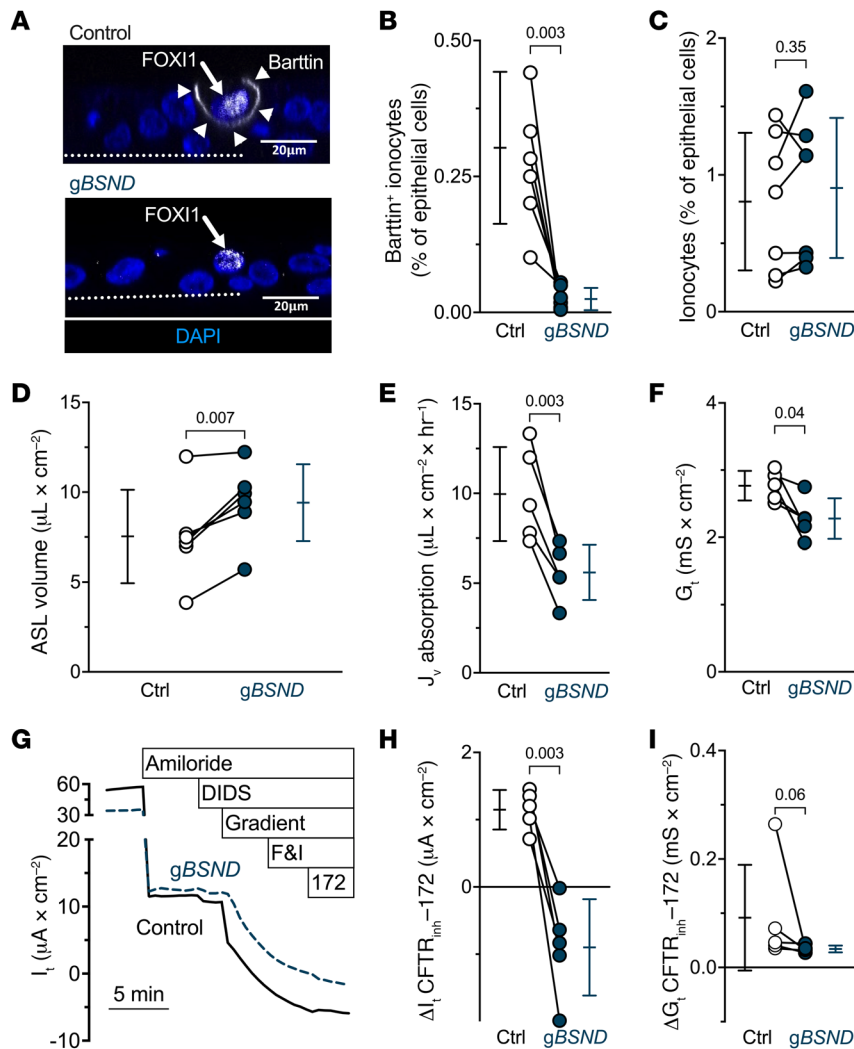 A
Control
FOXI1
Barttin
20μm
gBSND
FOXI1
20μm
DAPI
B
0.003
0.50
0.25
0.00
Barttin⁺ ionocytes
(% of epithelial cells)
Ctrl
gBSND
C
0.35
2
1
0
Ionocytes (% of epithelial cells)
Ctrl
gBSND
D
0.007
15
10
5
0
ASL volume (μL × cm⁻²)
Ctrl
gBSND
E
0.003
15
10
5
0
Jᵥ absorption (μL × cm⁻² × hr⁻¹)
Ctrl
gBSND
F
0.04
4
2
0
Gₜ (mS × cm⁻²)
Ctrl
gBSND
G
Amiloride
DIDS
Gradient
F&I
172
60
30
20
10
0
-10
Iₜ (μA × cm⁻²)
gBSND
Control
5 min
H
0.003
0
ΔIₜ CFTRᵢₙₕ–172 (μA × cm⁻²)
Ctrl
gBSND
I
0.06
0.4
0.2
0.0
ΔGₜ CFTRᵢₙₕ–172 (mS × cm⁻²)
Ctrl
gBSND